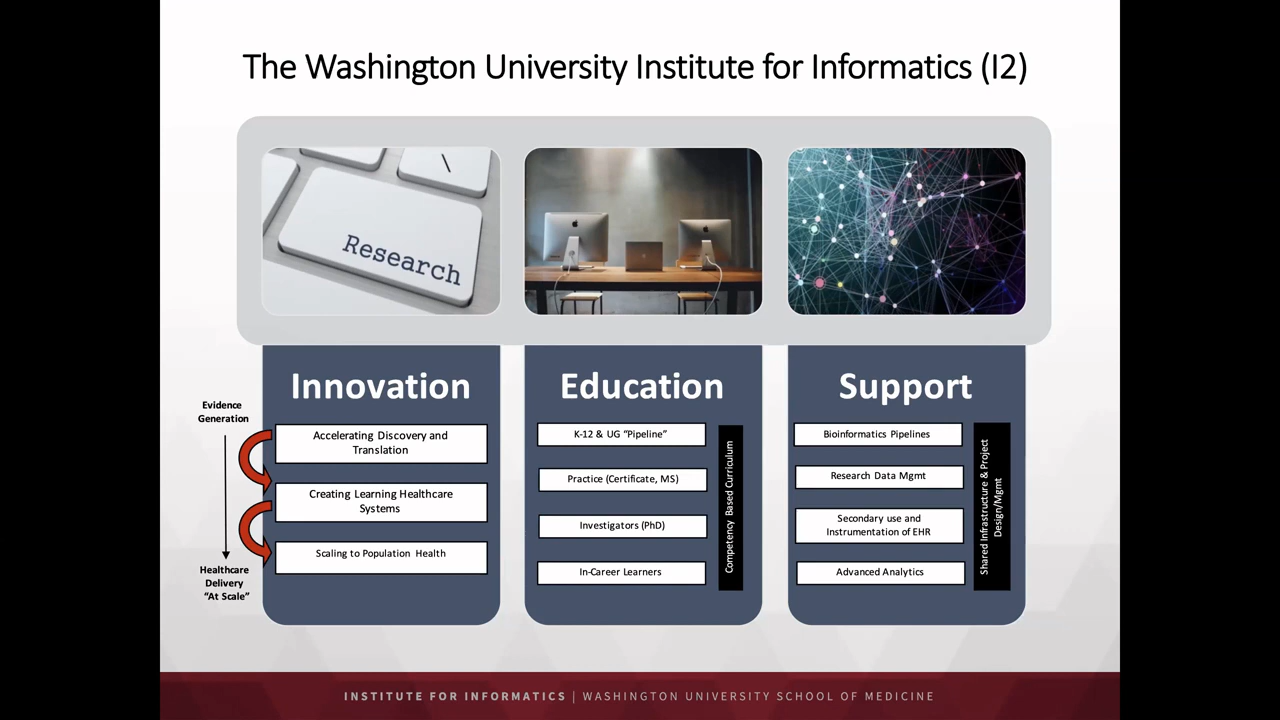 The Washington University Institute for Informatics (I2)
\
Research
Innovation
Evidence
Generation
Accelerating Discovery and
Translation
Creating Learning Healthcare
Systems
Scaling to Population Health
Healthcare
Delivery
“At Scale”
Education
K-12 & UG “Pipeline”
Practice (Certificate, MS)
Investigators (PhD)
In-Career Learners
Competency Based Curriculum
Support
Bioinformatics Pipelines
Research Data Mgmt
Secondary use and
Instrumentation of EHR
Advanced Analytics
Shared Infrastructure & Project
Design/Mgmt
INSTITUTE FOR INFORMATICS | WASHINGTON UNIVERSITY SCHOOL OF MEDICINE